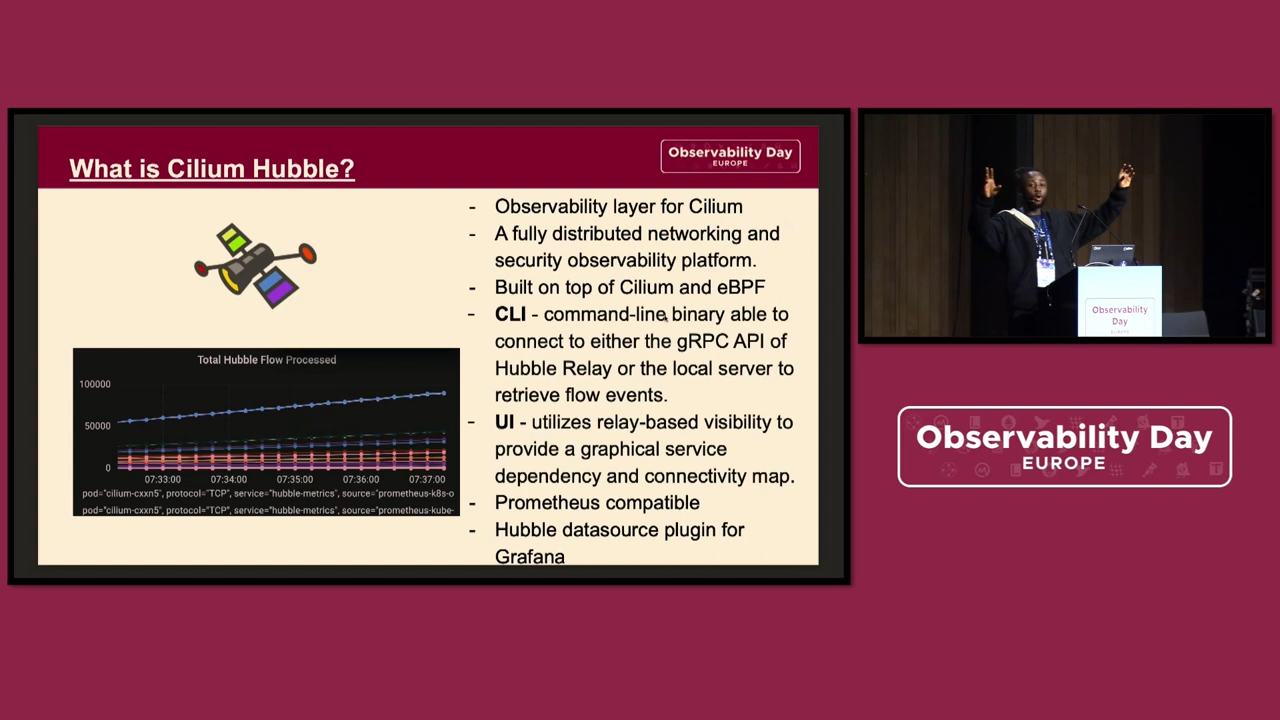 What is Cilium Hubble?
Observability Day
EUROPE
- Observability layer for Cilium
- A fully distributed networking and
security observability platform.
- Built on top of Cilium and eBPF
- CLI - command-line binary able to
connect to either the gRPC API of
Hubble Relay or the local server to
retrieve flow events.
- UI - utilizes relay-based visibility to
provide a graphical service
dependency and connectivity map.
- Prometheus compatible
- Hubble datasource plugin for
Grafana
Total Hubble Flow Processed
100000
50000
0
07:33:00 07:34:00 07:35:00 07:36:00 07:37:00
pod="cilium-cxxn5", protocol="TCP", service="hubble-metrics", source="prometheus-k8s-o
pod="cilium-cxxn5", protocol="TCP", service="hubble-metrics", source="prometheus-kube-
Observability
Day
EUROPE
Observability Day
EUROPE